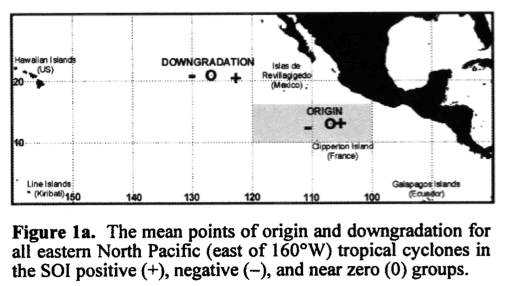 Hawaiian Islands
(US)
DOWNGRADATION
- O +
Islas de
Revillagigedo
(Mexico)
20
ORIGIN
- O+
10
Clipperton Island
(France)
Line Islands
(Kiribati)
150
140
130
120
110
100
Galapagos Islands
(Ecuador)
Figure 1a. The mean points of origin and downgradation for
all eastern North Pacific (east of 160°W) tropical cyclones in
the SOI positive (+), negative (–), and near zero (0) groups.